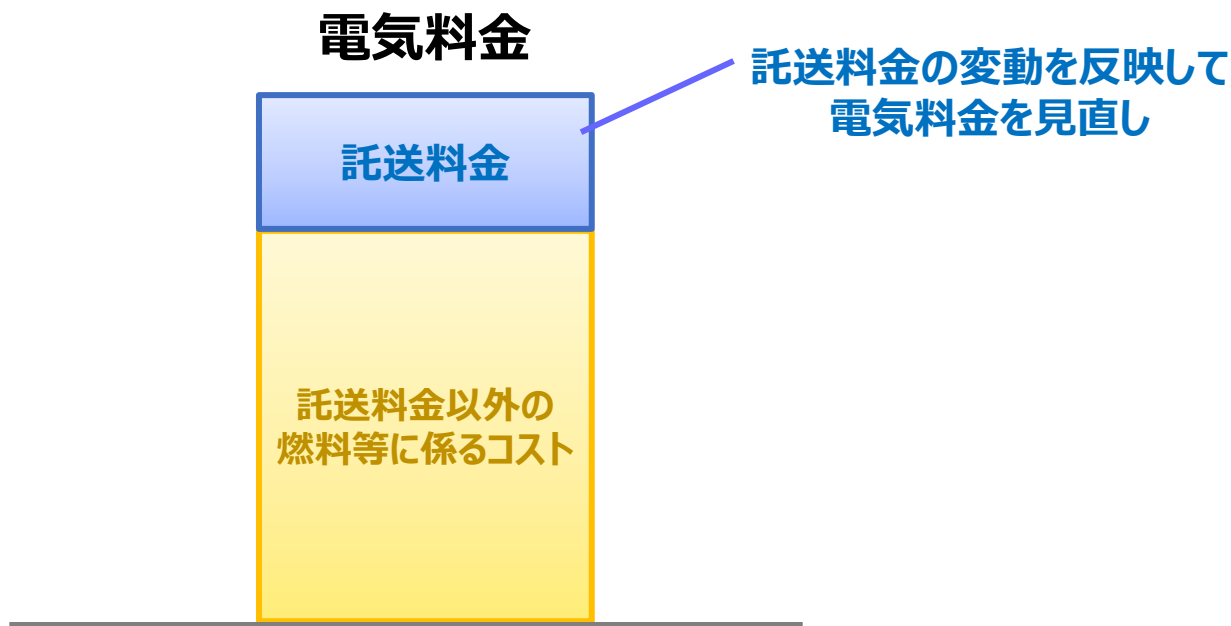 電気料金
託送料金の変動を反映して
電気料金を見直し
託送料金
託送料金以外の
燃料等に係るコスト